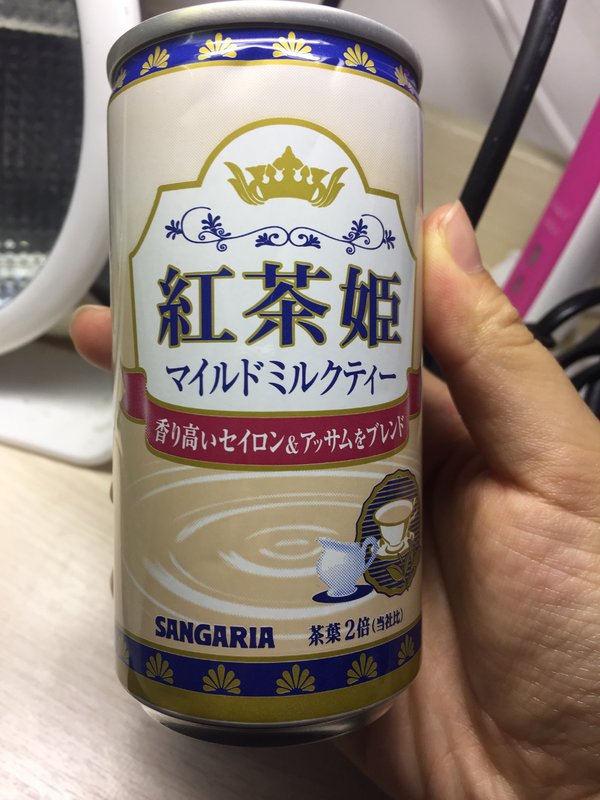 紅茶姫
マイルドミルクティー
香り高いセイロン&アッサムをブレンド
SANGARIA
茶葉2倍(当社比)